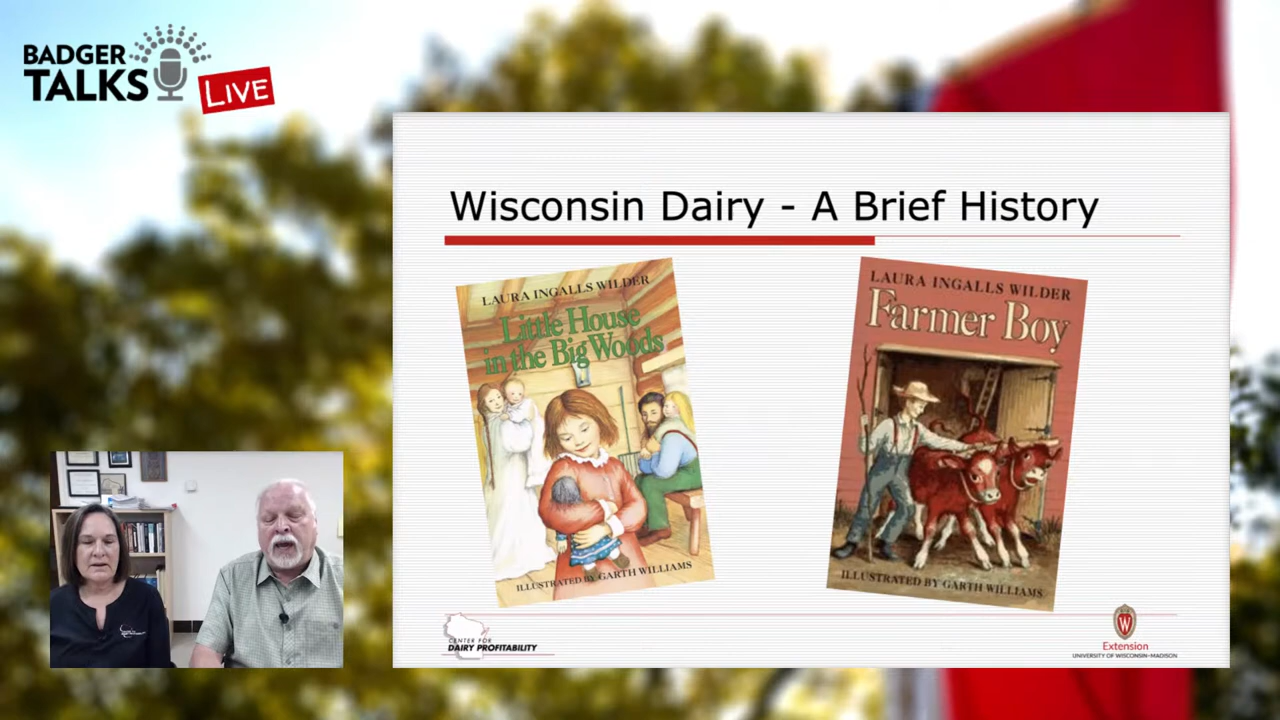 BADGER
TALKS
LIVE
Wisconsin Dairy - A Brief History
LAURA INGALLS WILDER
Little House
in the Big Woods
ILLUSTRATED BY GARTH WILLIAMS
LAURA INGALLS WILDER
Farmer Boy
ILLUSTRATED BY GARTH WILLIAMS
CENTER FOR
DAIRY PROFITABILITY
W
Extension
UNIVERSITY OF WISCONSIN-MADISON